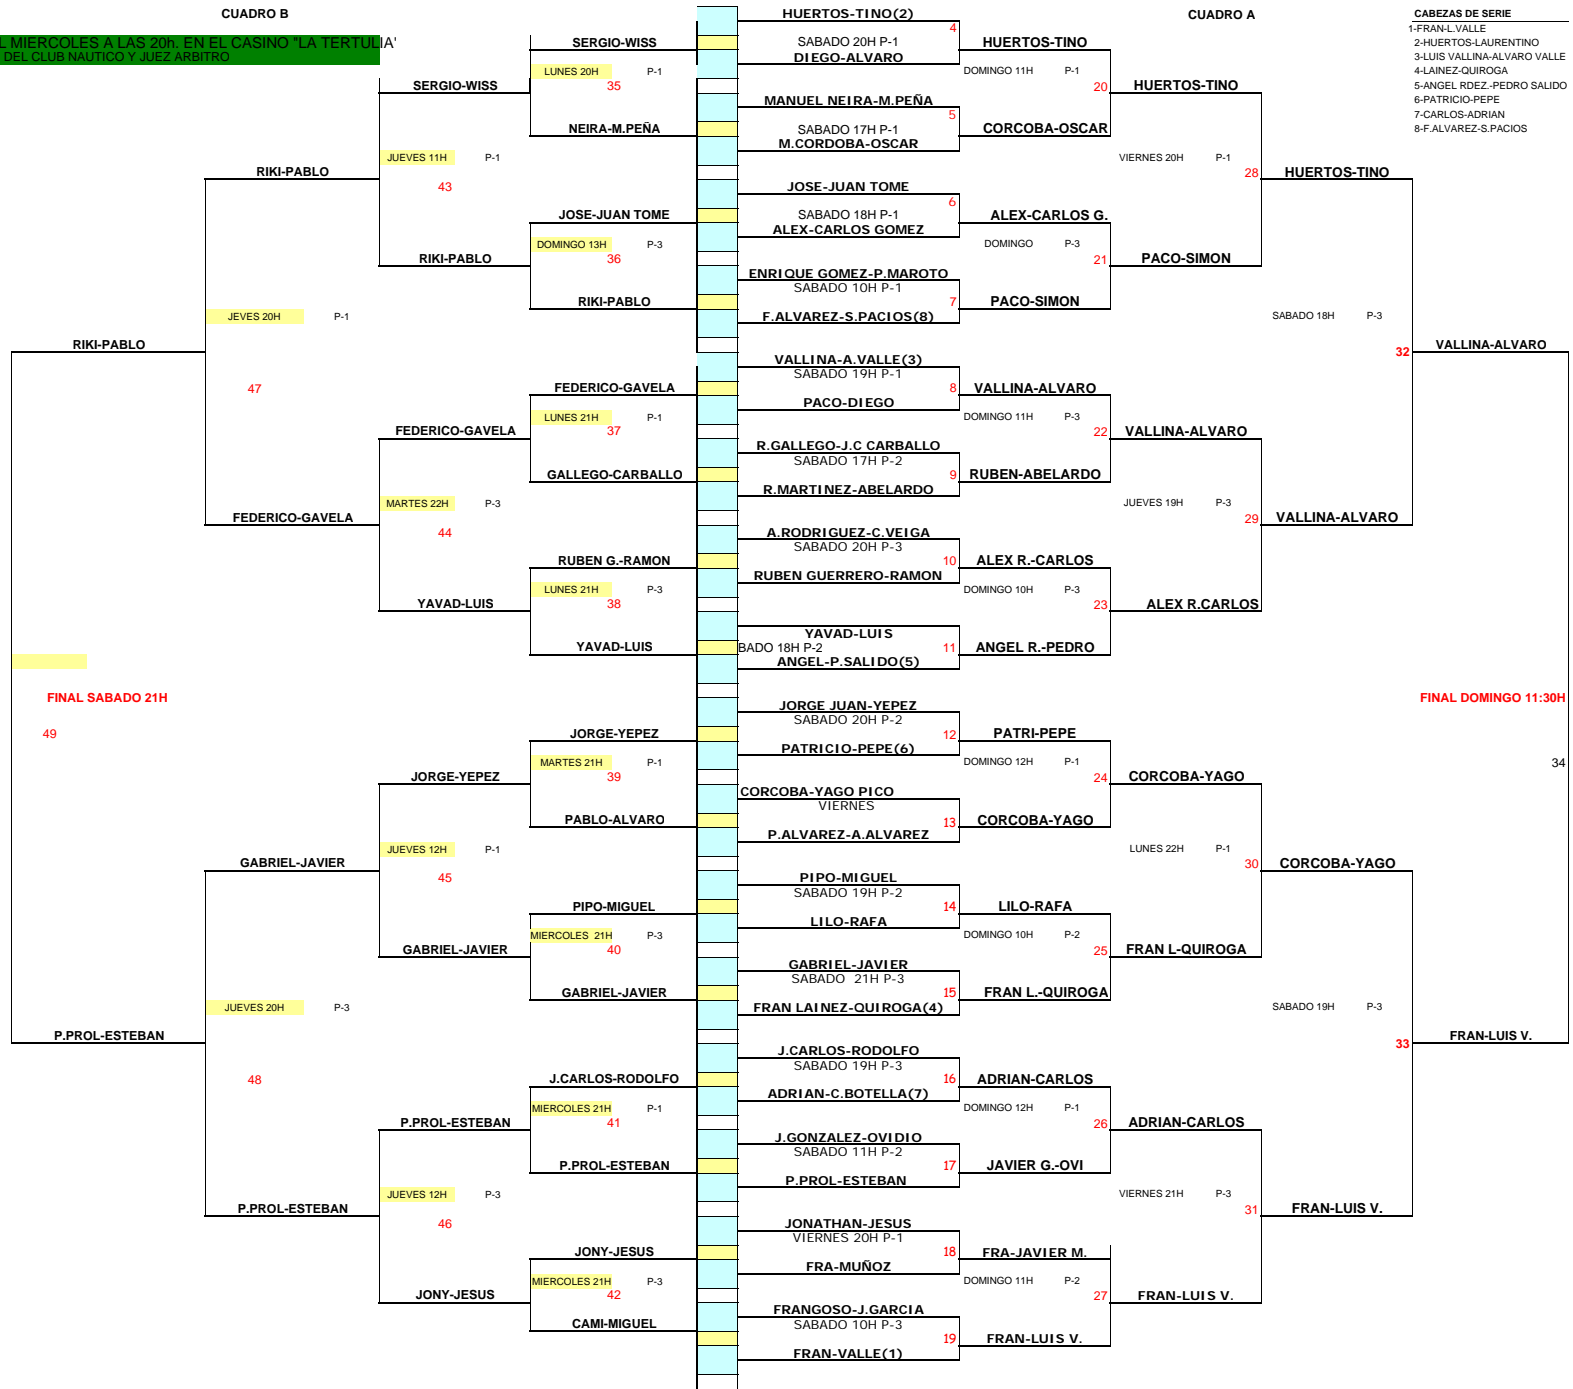 CUADRO B
L MIERCOLES A LAS 20h. EN EL CASINO "LA TERTULIA'
DEL CLUB NAUTICO Y JUEZ ARBITRO
RIKI-PABLO
FINAL SABADO 21H
49
P.PROL-ESTEBAN
RIKI-PABLO
JEVES 20H P-1
47
FEDERICO-GAVELA
GABRIEL-JAVIER
JUEVES 20H P-3
48
P.PROL-ESTEBAN
SERGIO-WISS
JUEVES 11H P-1
43
RIKI-PABLO
FEDERICO-GAVELA
MARTES 22H P-3
44
YAVAD-LUIS
JORGE-YEPEZ
JUEVES 12H P-1
45
GABRIEL-JAVIER
P.PROL-ESTEBAN
JUEVES 12H P-3
46
JONY-JESUS
SERGIO-WISS
LUNES 20H P-1
35
NEIRA-M.PEÑA
JOSE-JUAN TOME
DOMINGO 13H P-3
36
RIKI-PABLO
FEDERICO-GAVELA
LUNES 21H P-1
37
GALLEGO-CARBALLO
RUBEN G.-RAMON
LUNES 21H P-3
38
YAVAD-LUIS
JORGE-YEPEZ
MARTES 21H P-1
39
PABLO-ALVARO
PIPO-MIGUEL
MIERCOLES 21H P-3
40
GABRIEL-JAVIER
J.CARLOS-RODOLFO
MIERCOLES 21H P-1
41
P.PROL-ESTEBAN
JONY-JESUS
MIERCOLES 21H P-3
42
CAMI-MIGUEL
HUERTOS-TINO(2)
4
SABADO 20H P-1
DIEGO-ALVARO
MANUEL NEIRA-M.PEÑA
5
SABADO 17H P-1
M.CORDOBA-OSCAR
JOSE-JUAN TOME
6
SABADO 18H P-1
ALEX-CARLOS GOMEZ
ENRIQUE GOMEZ-P.MAROTO
SABADO 10H P-1
7
F.ALVAREZ-S.PACIOS(8)
VALLINA-A.VALLE(3)
SABADO 19H P-1
8
PACO-DIEGO
R.GALLEGO-J.C CARBALLO
SABADO 17H P-2
9
R.MARTINEZ-ABELARDO
A.RODRIGUEZ-C.VEIGA
SABADO 20H P-3
10
RUBEN GUERRERO-RAMON
YAVAD-LUIS
BADO 18H P-2
11
ANGEL-P.SALIDO(5)
JORGE JUAN-YEPEZ
SABADO 20H P-2
12
PATRICIO-PEPE(6)
CORCOBA-YAGO PICO
VIERNES
13
P.ALVAREZ-A.ALVAREZ
PIPO-MIGUEL
SABADO 19H P-2
14
LILO-RAFA
GABRIEL-JAVIER
SABADO 21H P-3
15
FRAN LAINEZ-QUIROGA(4)
J.CARLOS-RODOLFO
SABADO 19H P-3
16
ADRIAN-C.BOTELLA(7)
J.GONZALEZ-OVIDIO
SABADO 11H P-2
17
P.PROL-ESTEBAN
JONATHAN-JESUS
VIERNES 20H P-1
18
FRA-MUÑOZ
FRANGOSO-J.GARCIA
SABADO 10H P-3
19
FRAN-VALLE(1)
HUERTOS-TINO
DOMINGO 11H P-1
20
CORCOBA-OSCAR
ALEX-CARLOS G.
DOMINGO P-3
21
PACO-SIMON
VALLINA-ALVARO
DOMINGO 11H P-3
22
RUBEN-ABELARDO
ALEX R.-CARLOS
DOMINGO 10H P-3
23
ANGEL R.-PEDRO
PATRI-PEPE
DOMINGO 12H P-1
24
CORCOBA-YAGO
LILO-RAFA
DOMINGO 10H P-2
25
FRAN L.-QUIROGA
ADRIAN-CARLOS
DOMINGO 12H P-1
26
JAVIER G.-OVI
FRA-JAVIER M.
DOMINGO 11H P-2
27
FRAN-LUIS V.
CUADRO A
HUERTOS-TINO
VIERNES 20H P-1
28
PACO-SIMON
VALLINA-ALVARO
JUEVES 19H P-3
29
ALEX R.CARLOS
CORCOBA-YAGO
LUNES 22H P-1
30
FRAN L-QUIROGA
ADRIAN-CARLOS
VIERNES 21H P-3
31
FRAN-LUIS V.
HUERTOS-TINO
SABADO 18H P-3
32
VALLINA-ALVARO
CORCOBA-YAGO
SABADO 19H P-3
33
FRAN-LUIS V.
CABEZAS DE SERIE
1-FRAN-L.VALLE
2-HUERTOS-LAURENTINO
3-LUIS VALLINA-ALVARO VALLE
4-LAINEZ-QUIROGA
5-ANGEL RDEZ.-PEDRO SALIDO
6-PATRICIO-PEPE
7-CARLOS-ADRIAN
8-F.ALVAREZ-S.PACIOS
VALLINA-ALVARO
FINAL DOMINGO 11:30H
34
FRAN-LUIS V.